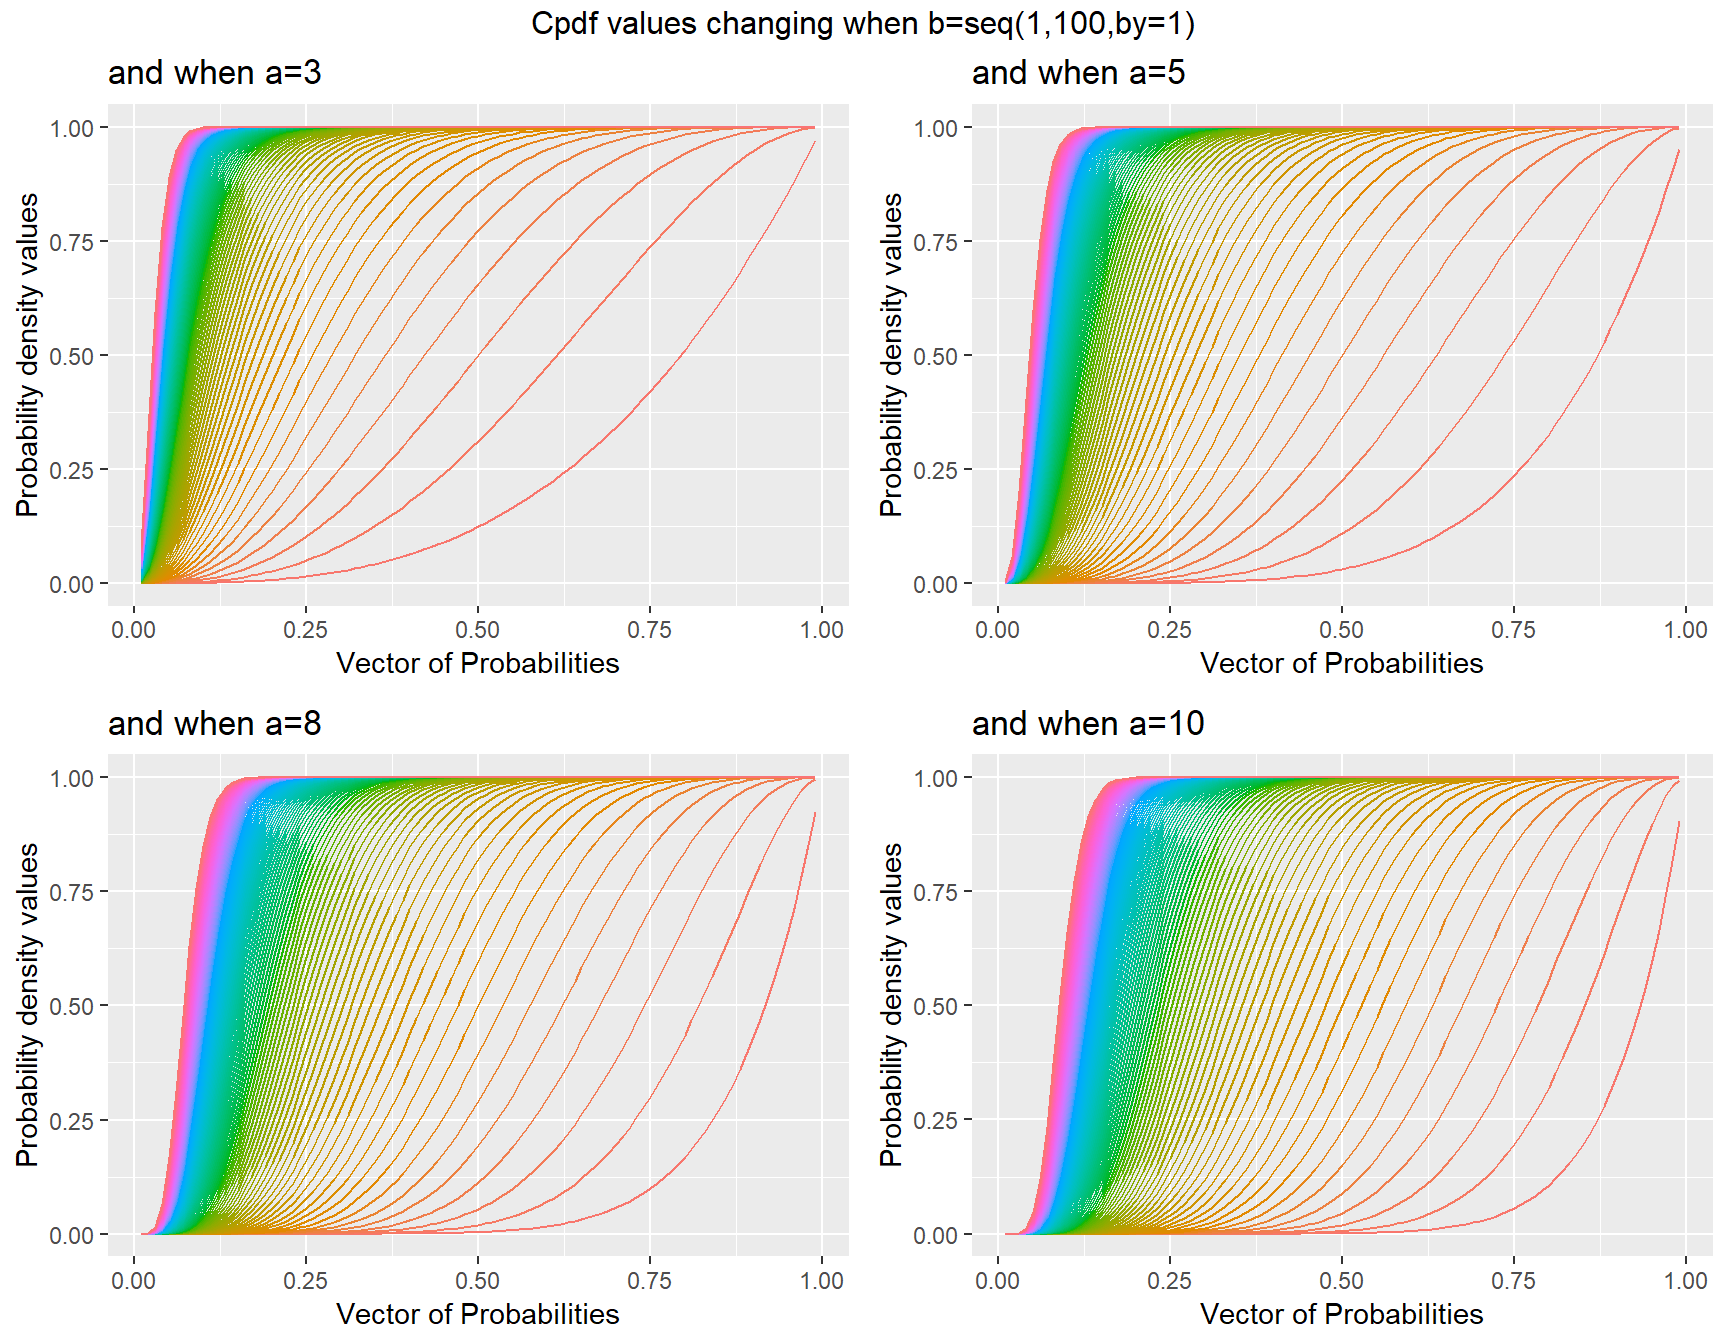 Cpdf values changing when b=seq(1,100,by=1)
and when a=3
Probability density values
1.00
0.75
0.50
0.25
0.00
0.00 0.25 0.50 0.75 1.00
Vector of Probabilities
and when a=5
Probability density values
1.00
0.75
0.50
0.25
0.00
0.00 0.25 0.50 0.75 1.00
Vector of Probabilities
and when a=8
Probability density values
1.00
0.75
0.50
0.25
0.00
0.00 0.25 0.50 0.75 1.00
Vector of Probabilities
and when a=10
Probability density values
1.00
0.75
0.50
0.25
0.00
0.00 0.25 0.50 0.75 1.00
Vector of Probabilities